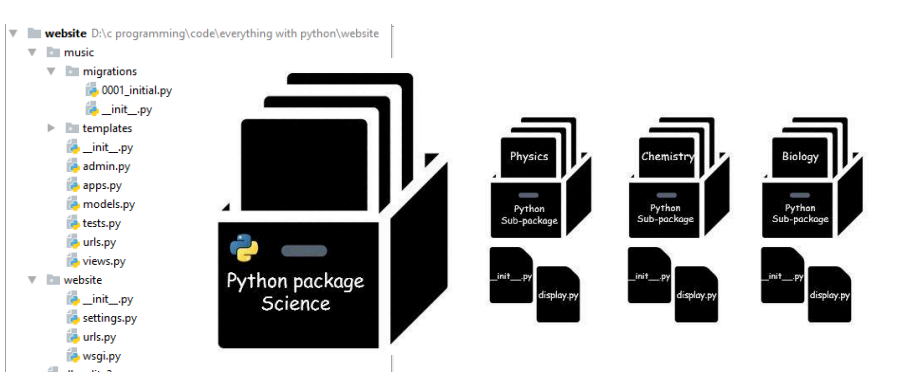 website D:\c programming\code\everything with python\website
music
migrations
0001_initial.py
__init__.py
templates
__init__.py
admin.py
apps.py
models.py
tests.py
urls.py
views.py
website
__init__.py
settings.py
urls.py
wsgi.py
Python package
Science
Physics
Python
Sub-package
__init__.py
display.py
Chemistry
Python
Sub-package
__init__.py
display.py
Biology
Python
Sub-package
__init__.py
display.py